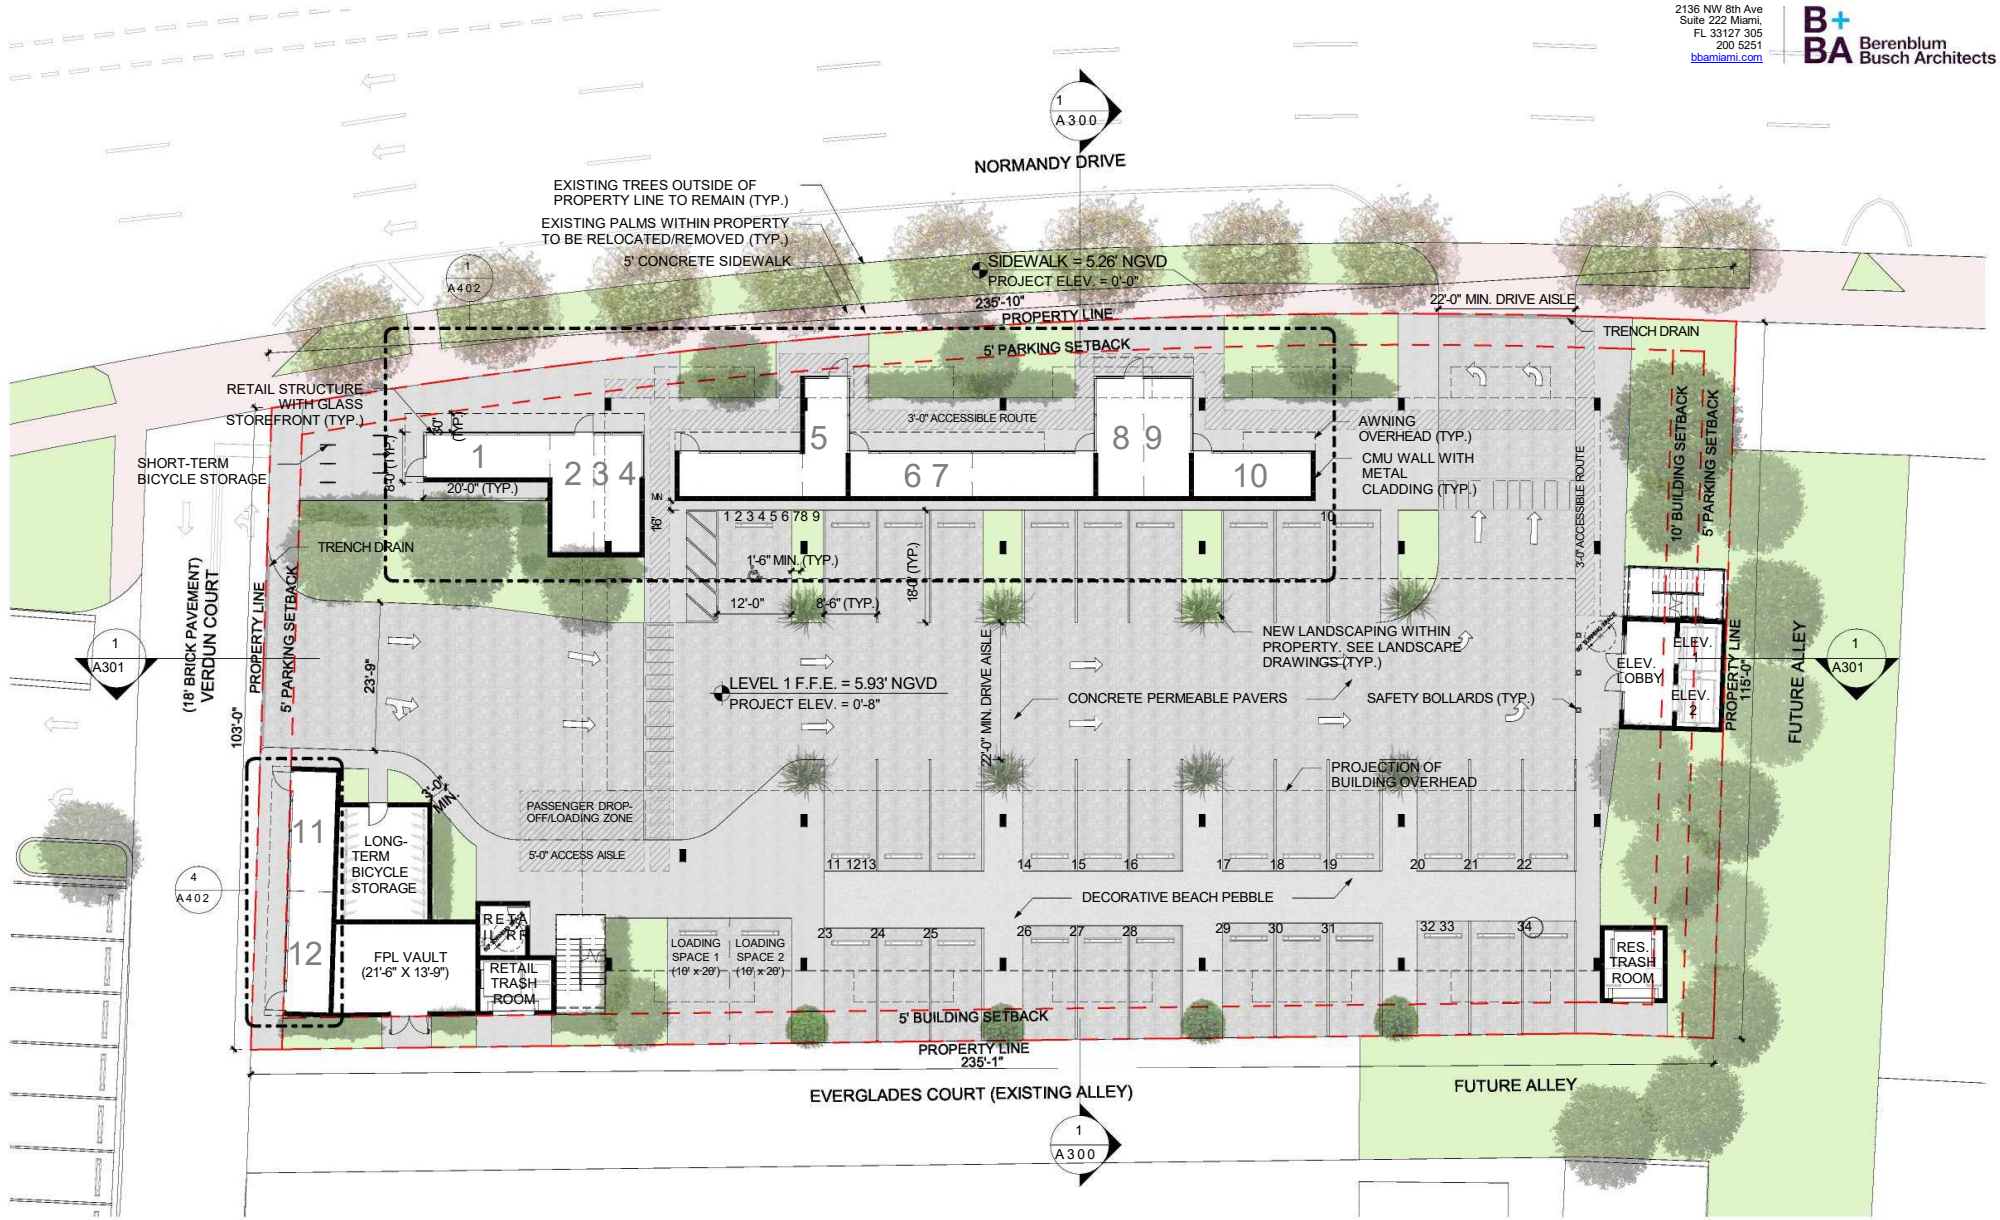 2136 NW 8th Ave
Suite 222 Miami,
FL 33127 305
200 5251
bbamiami.com
B+
BA Berenblum
Busch Architects
1
A300
NORMANDY DRIVE
EXISTING TREES OUTSIDE OF
PROPERTY LINE TO REMAIN (TYP.)
EXISTING PALMS WITHIN PROPERTY
TO BE RELOCATED/REMOVED (TYP.)
5' CONCRETE SIDEWALK
1
A402
SIDEWALK = 5.26' NGVD
PROJECT ELEV. = 0'-0"
235'-10"
PROPERTY LINE
5' PARKING SETBACK
22'-0" MIN. DRIVE AISLE
TRENCH DRAIN
RETAIL STRUCTURE
WITH GLASS
STOREFRONT (TYP.)
SHORT-TERM
BICYCLE STORAGE
(TYP.)
8'-0" (TYP.)
20'-0" (TYP.)
1
2 3 4
5
6 7
8 9
10
3'-0" ACCESSIBLE ROUTE
AWNING
OVERHEAD (TYP.)
CMU WALL WITH
METAL
CLADDING (TYP.)
3'-0" ACCESSIBLE ROUTE
10' BUILDING SETBACK
5' PARKING SETBACK
MIN
16"
1 2 3 4 5 6 78 9
10
TRENCH DRAIN
1'-6" MIN. (TYP.)
12'-0"
8'-6" (TYP.)
18'-0" (TYP.)
(18' BRICK PAVEMENT)
VERDUN COURT
PROPERTY LINE
5' PARKING SETBACK
103'-0"
23'-9"
1
A301
NEW LANDSCAPING WITHIN
PROPERTY. SEE LANDSCAPE
DRAWINGS (TYP.)
LEVEL 1 F.F.E. = 5.93' NGVD
PROJECT ELEV. = 0'-8"
22'-0" MIN. DRIVE AISLE
CONCRETE PERMEABLE PAVERS
SAFETY BOLLARDS (TYP.)
ELEV.
LOBBY
ELEV.
1
ELEV.
2
PROPERTY LINE
115'-0"
FUTURE ALLEY
1
A301
PROJECTION OF
BUILDING OVERHEAD
3'-0"
MIN.
PASSENGER DROP-
OFF/LOADING ZONE
5'-0" ACCESS AISLE
11
12
LONG-
TERM
BICYCLE
STORAGE
4
A402
11 1213
14
15
16
17
18
19
20
21
22
DECORATIVE BEACH PEBBLE
RETA
IL RR
FPL VAULT
(21'-6" X 13'-9")
RETAIL
TRASH
ROOM
LOADING
SPACE 1
(10' x 20')
LOADING
SPACE 2
(10' x 20')
23
24
25
26
27
28
29
30
31
32 33
34
RES.
TRASH
ROOM
5' BUILDING SETBACK
PROPERTY LINE
235'-1"
EVERGLADES COURT (EXISTING ALLEY)
FUTURE ALLEY
1
A300